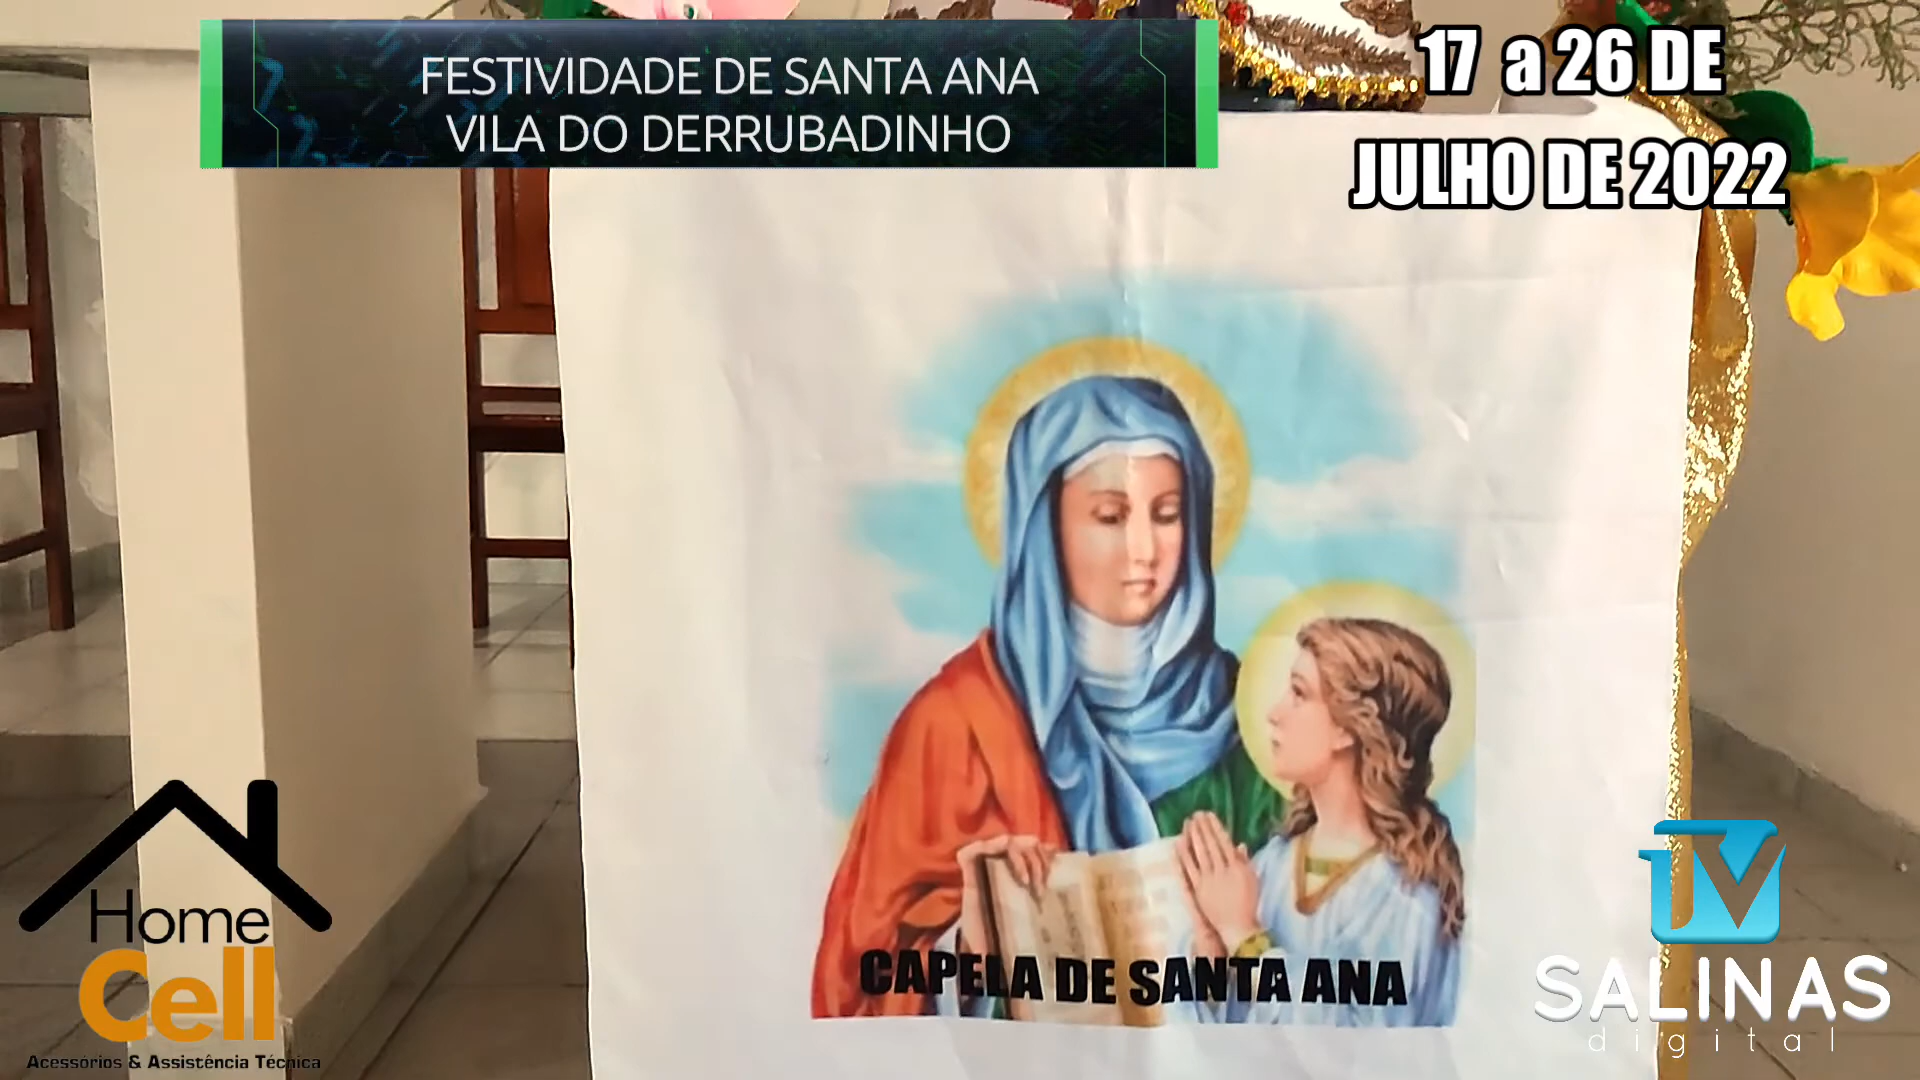 FESTIVIDADE DE SANTA ANA
VILA DO DERRUBADINHO
17 a 26 DE
JULHO DE 2022
CAPELA DE SANTA ANA
Home
Cell
Acessórios & Assistência Técnica
TV
SALINAS
digital